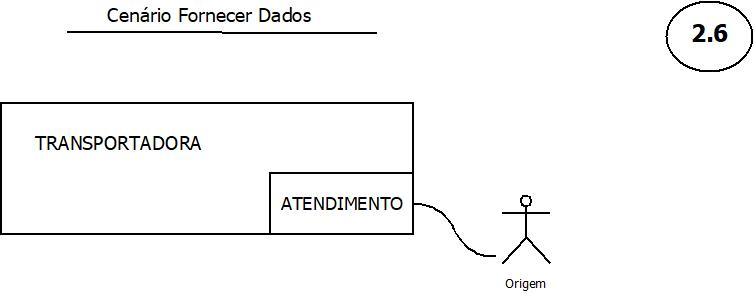 Cenário Fornecer Dados
2.6
TRANSPORTADORA
ATENDIMENTO
Origem